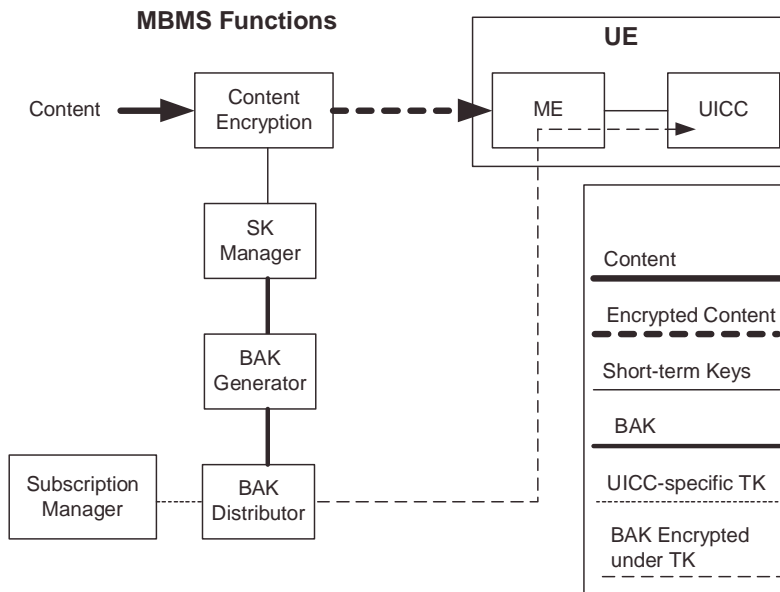 MBMS Functions
UE
Content
Content
Encryption
ME
UICC
SK
Manager
BAK
Generator
Subscription
Manager
BAK
Distributor
Content
Encrypted Content
Short-term Keys
BAK
UICC-specific TK
BAK Encrypted
under TK